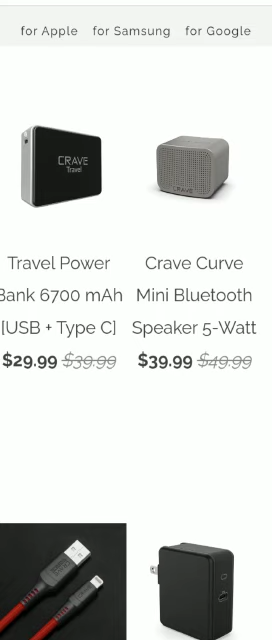 for Apple for Samsung for Google
CRAVE
Travel
CRAVE
Travel Power
Bank 6700 mAh
[USB + Type C]
$29.99 $39.99
Crave Curve
Mini Bluetooth
Speaker 5-Watt
$39.99 $49.99